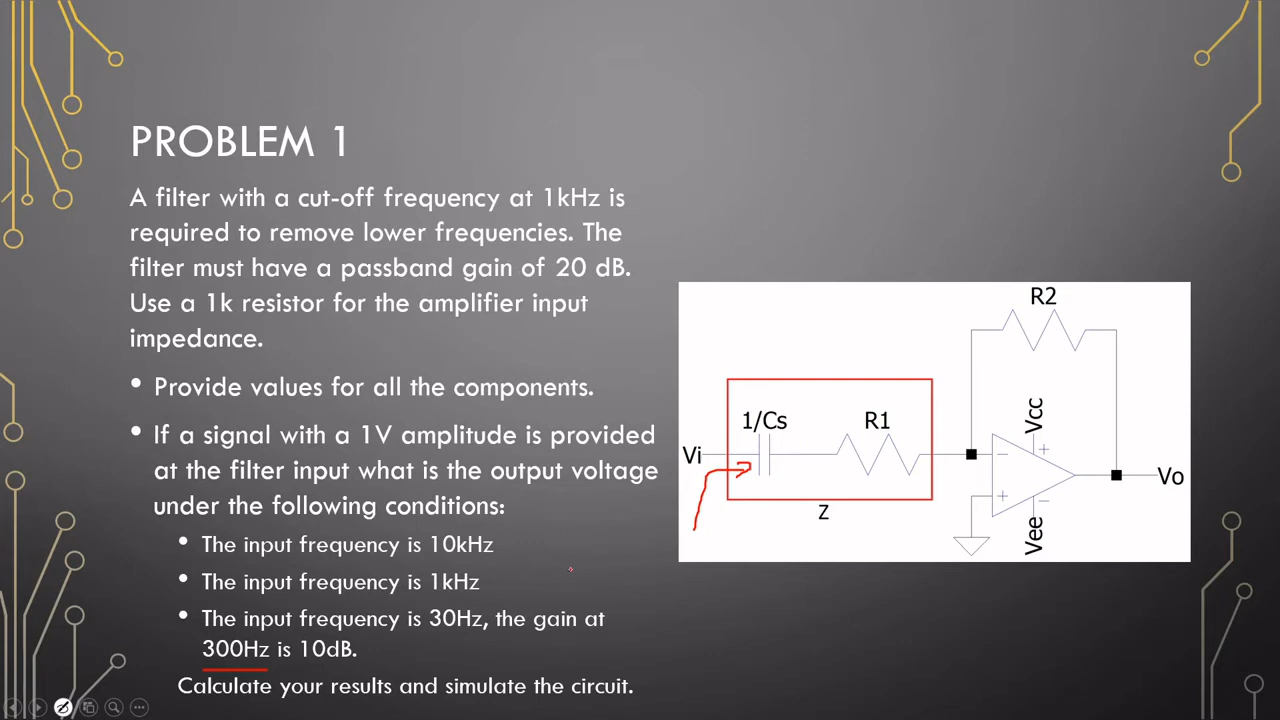 PROBLEM 1
A filter with a cut-off frequency at 1kHz is
required to remove lower frequencies. The
filter must have a passband gain of 20 dB.
Use a 1k resistor for the amplifier input
impedance.
• Provide values for all the components.
• If a signal with a 1V amplitude is provided
at the filter input what is the output voltage
under the following conditions:
• The input frequency is 10kHz
• The input frequency is 1kHz
• The input frequency is 30Hz, the gain at
300Hz is 10dB.
Calculate your results and simulate the circuit.
R2
1/Cs
R1
Vcc
Vi
Vo
Z
Vee